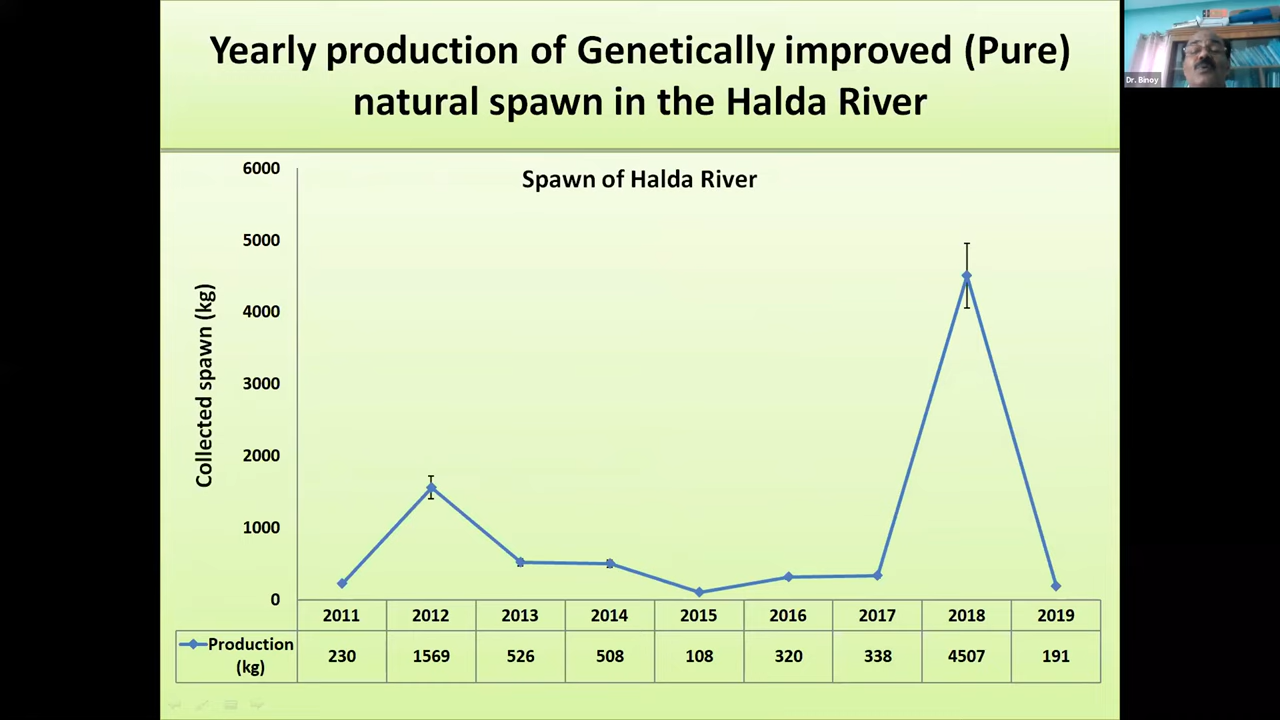 Yearly production of Genetically improved (Pure)
natural spawn in the Halda River
Dr. Binoy
Spawn of Halda River
6000
5000
4000
3000
2000
1000
0
Collected spawn (kg)
2011 2012 2013 2014 2015 2016 2017 2018 2019
Production
(kg)
230 1569 526 508 108 320 338 4507 191